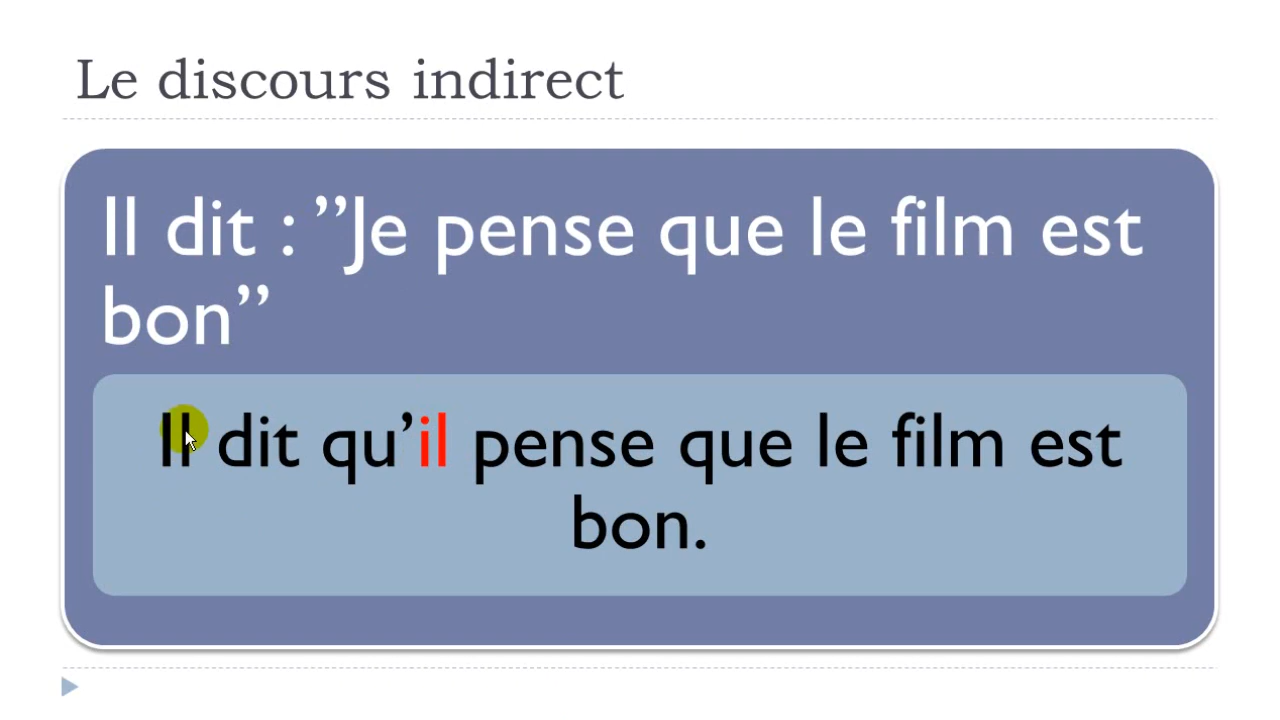 Le discours indirect
Il dit : ”Je pense que le film est
bon”
Il dit qu’il pense que le film est
bon.